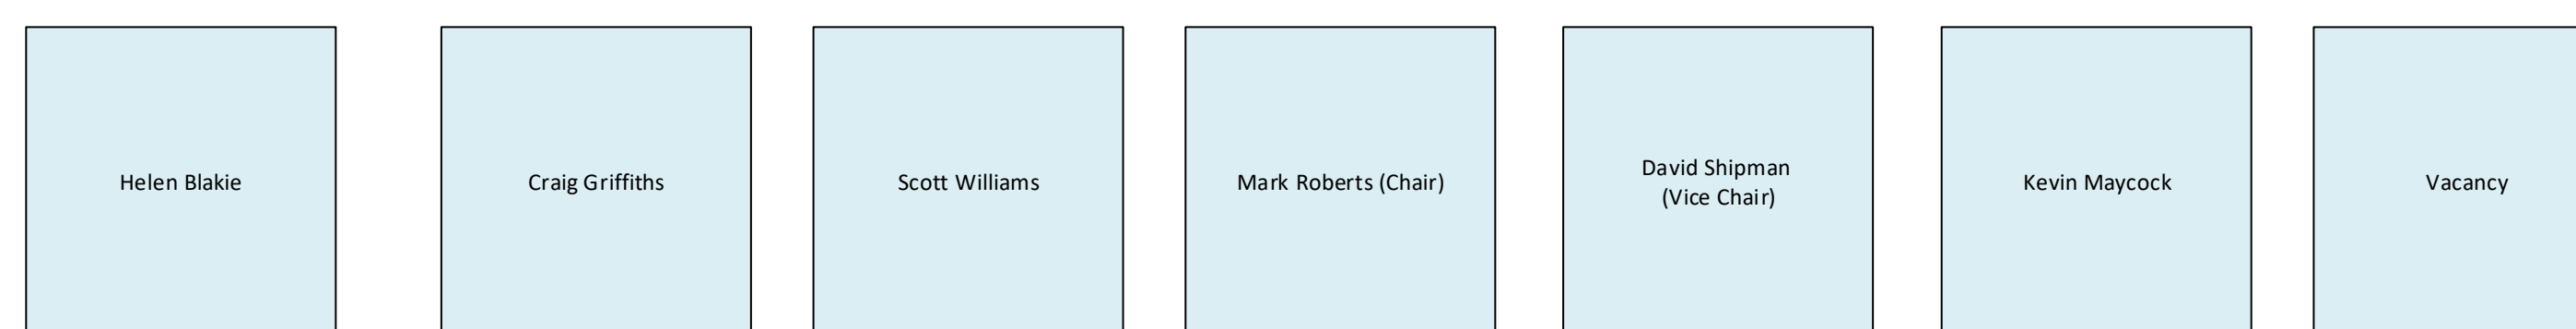 Helen Blakie
Craig Griffiths
Scott Williams
Mark Roberts (Chair)
David Shipman
(Vice Chair)
Kevin Maycock
Vacancy